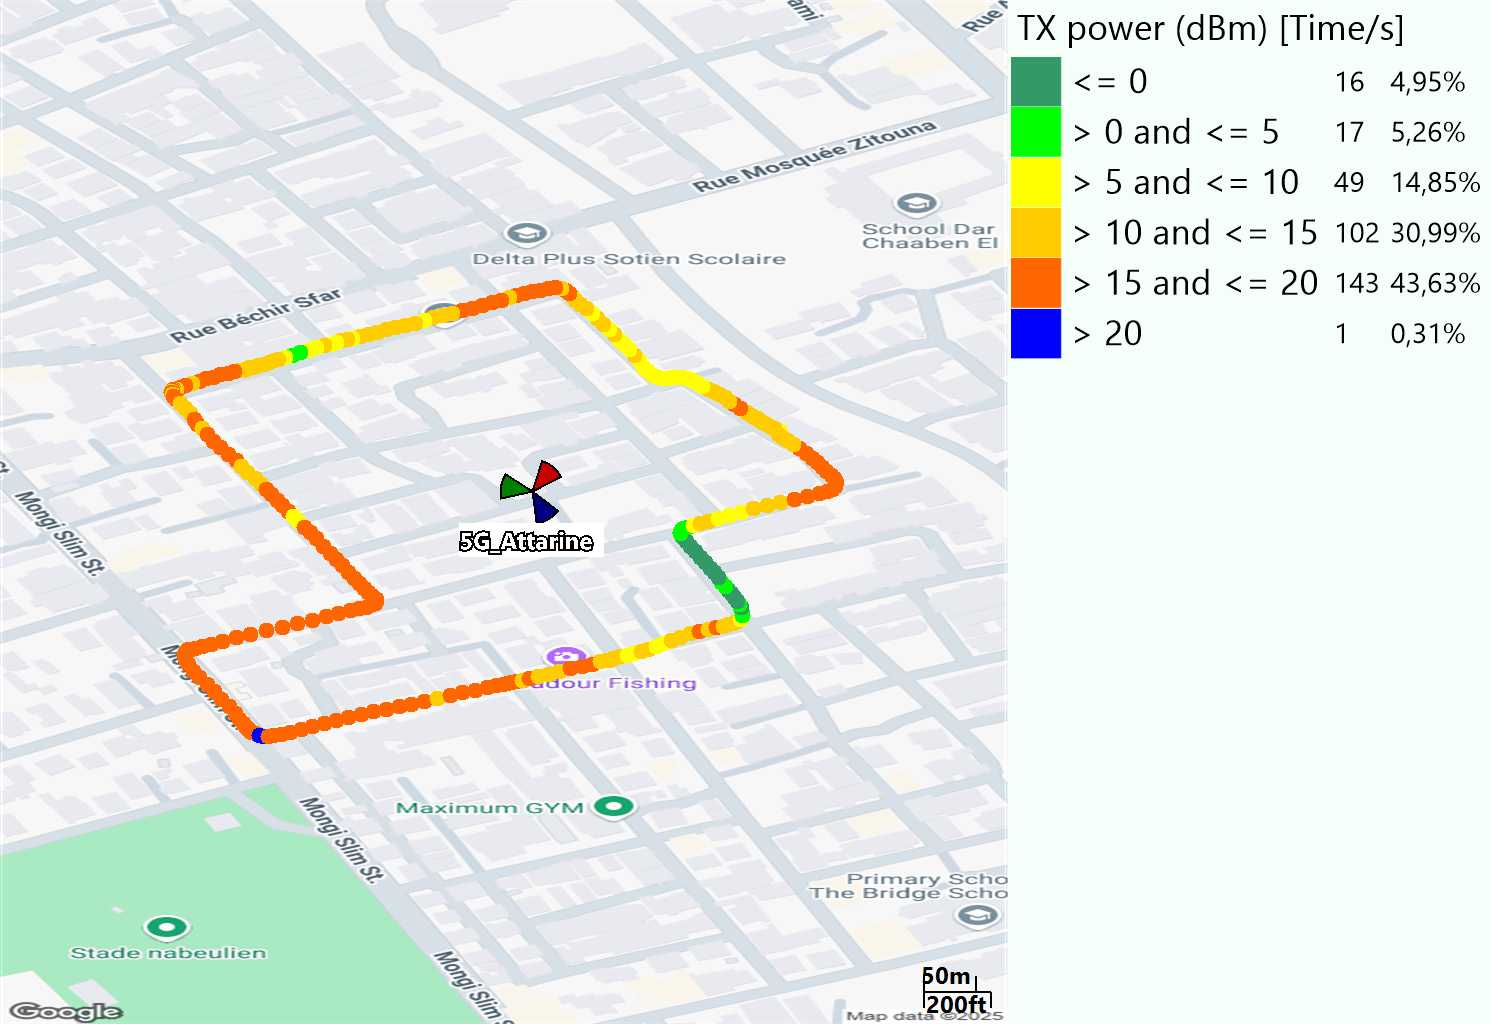 TX power (dBm) [Time/s]
<= 0 16 4,95%
> 0 and <= 5 17 5,26%
> 5 and <= 10 49 14,85%
> 10 and <= 15 102 30,99%
> 15 and <= 20 143 43,63%
> 20 1 0,31%
Rue Mosquée Zitouna
School Dar
Chaaben El
Delta Plus Sotien Scolaire
Rue Béchir Sfar
Mongi Slim St.
5G_Attarine
adour Fishing
Maximum GYM
Mongi Slim St.
Primary Scho
The Bridge Scho
Stade nabeulien
Mongi Slim S
50m
200ft
Google
Map data ©2025